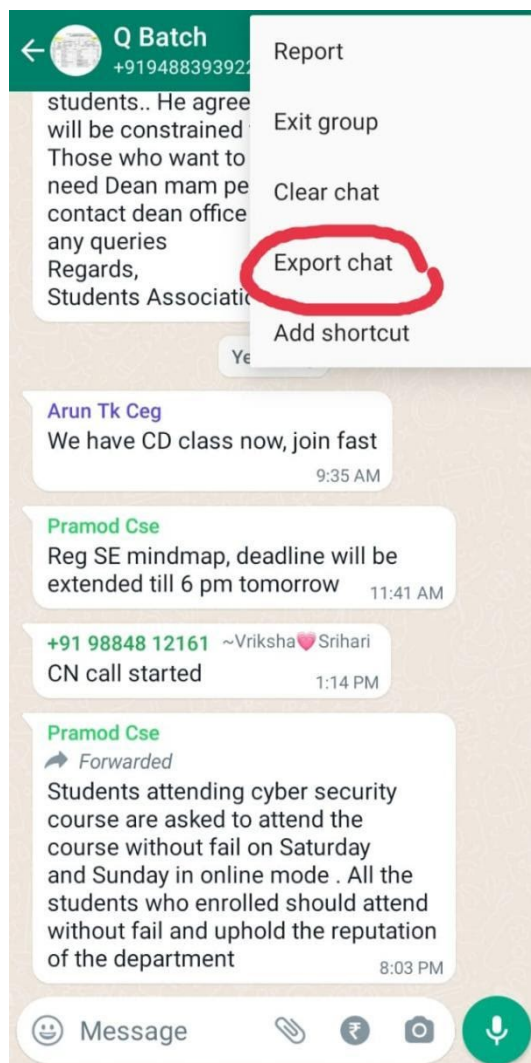 Q Batch
+919488393922
Report
Exit group
Clear chat
Export chat
Add shortcut
students.. He agree
will be constrained
Those who want to
need Dean mam pe
contact dean office
any queries
Regards,
Students Associati
Ye
Arun Tk Ceg
We have CD class now, join fast
9:35 AM
Pramod Cse
Reg SE mindmap, deadline will be
extended till 6 pm tomorrow 11:41 AM
+91 98848 12161 ~Vriksha💗Srihari
CN call started 1:14 PM
Pramod Cse
Forwarded
Students attending cyber security
course are asked to attend the
course without fail on Saturday
and Sunday in online mode . All the
students who enrolled should attend
without fail and uphold the reputation
of the department 8:03 PM
Message
₹